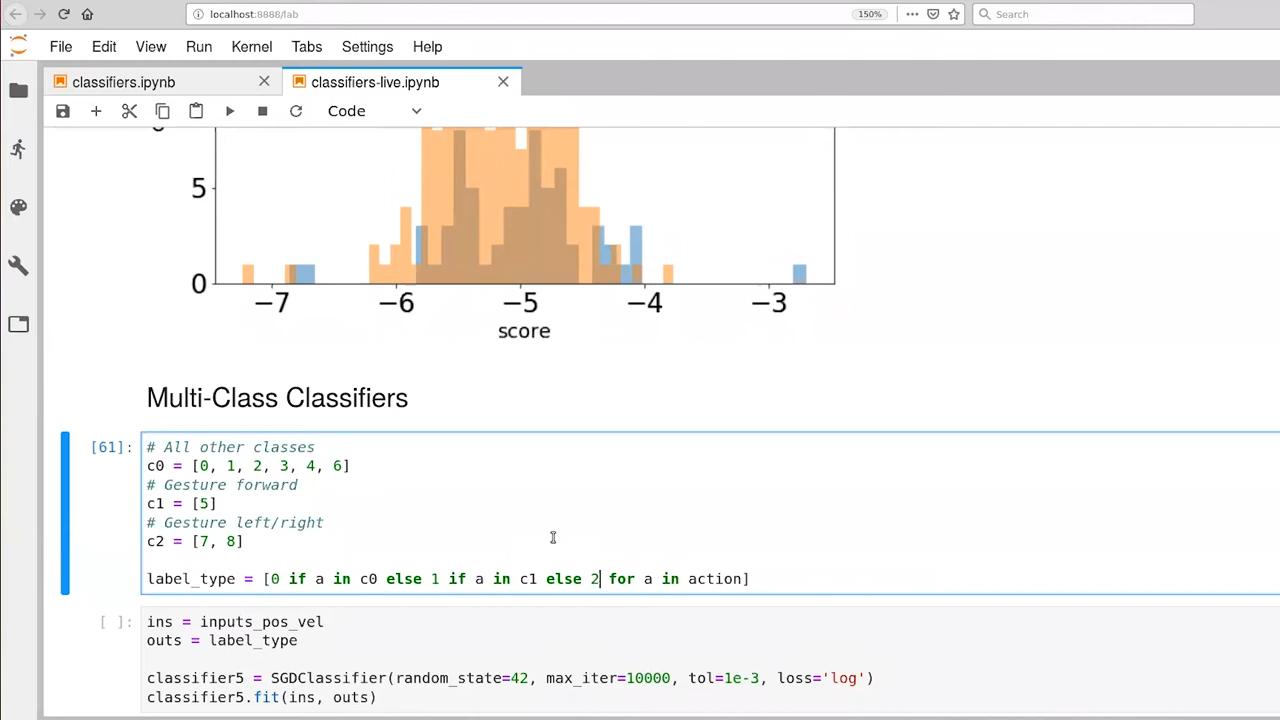 localhost:8888/lab
150%
Search
File Edit View Run Kernel Tabs Settings Help
classifiers.ipynb
classifiers-live.ipynb
Code
5
0
−7 −6 −5 −4 −3
score
Multi-Class Classifiers
[61]:
# All other classes
c0 = [0, 1, 2, 3, 4, 6]
# Gesture forward
c1 = [5]
# Gesture left/right
c2 = [7, 8]
label_type = [0 if a in c0 else 1 if a in c1 else 2 for a in action]
[ ]:
ins = inputs_pos_vel
outs = label_type
classifier5 = SGDClassifier(random_state=42, max_iter=10000, tol=1e-3, loss='log')
classifier5.fit(ins, outs)